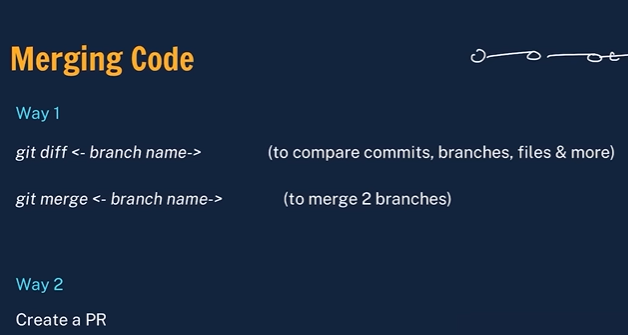 Merging Code
Way 1
git diff <- branch name-> (to compare commits, branches, files & more)
git merge <- branch name-> (to merge 2 branches)
Way 2
Create a PR